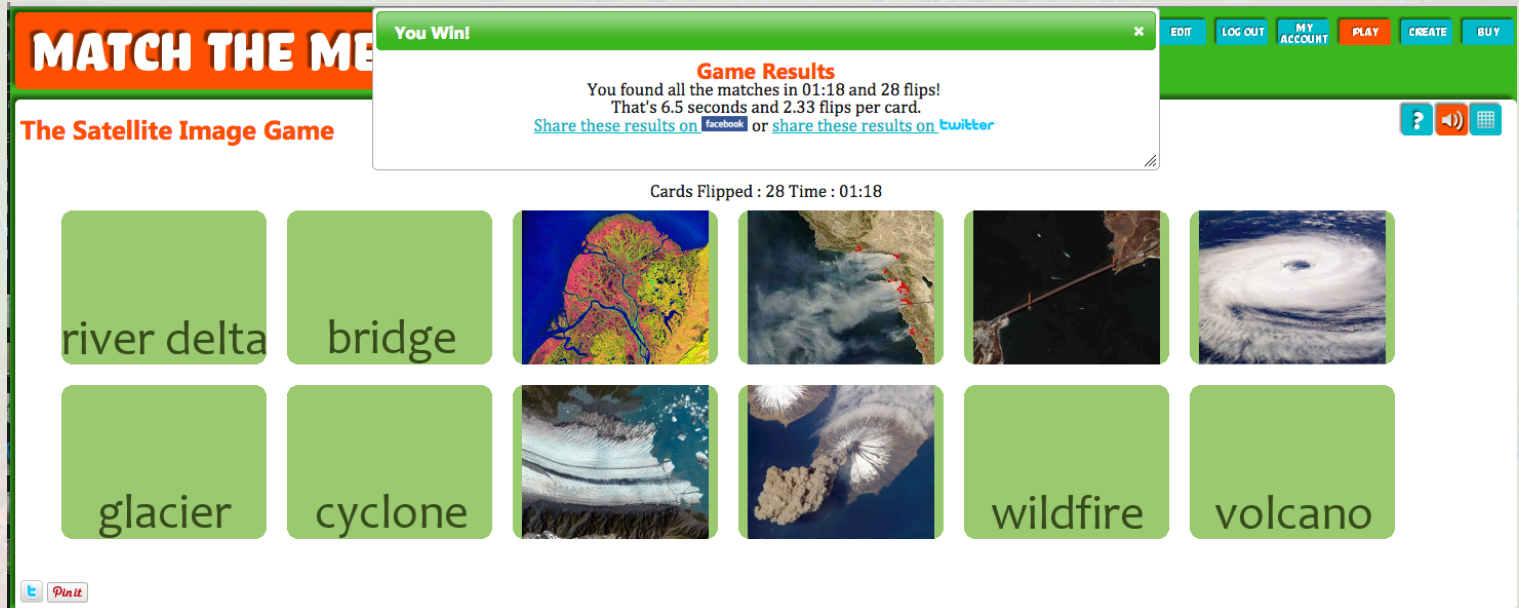 MATCH THE ME
You Win!
×
EDIT
LOG OUT
MY ACCOUNT
PLAY
CREATE
BUY
Game Results
You found all the matches in 01:18 and 28 flips!
That's 6.5 seconds and 2.33 flips per card.
Share these results on facebook or share these results on twitter
The Satellite Image Game
?
Cards Flipped : 28 Time : 01:18
river delta
bridge
glacier
cyclone
wildfire
volcano
t
Pin it